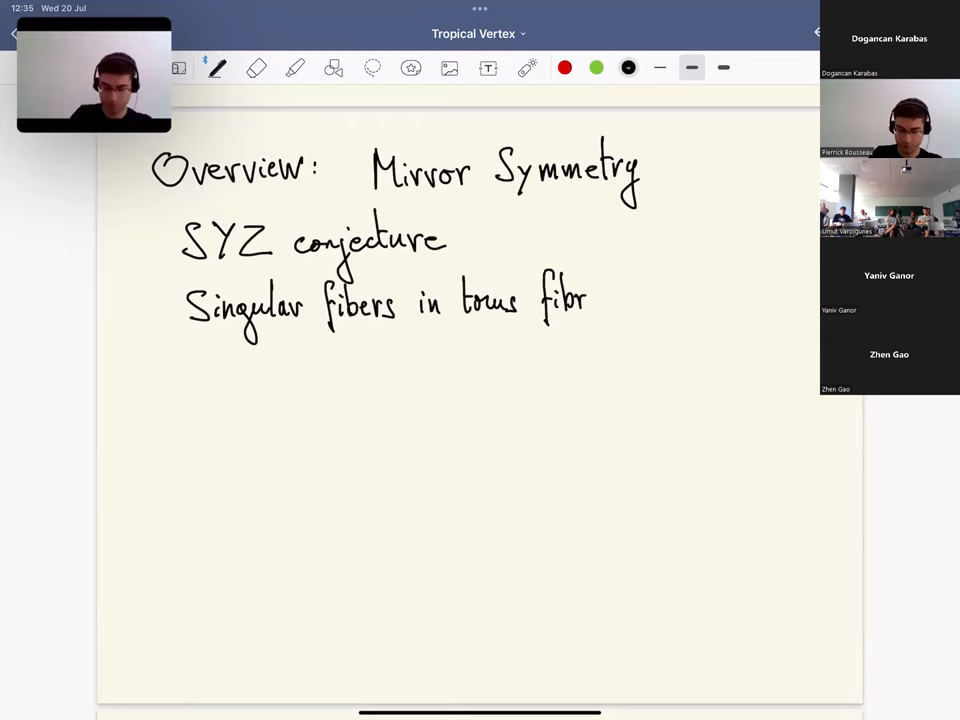 12:35 Wed 20 Jul
Tropical Vertex
Overview: Mirror Symmetry
SYZ conjecture
Singular fibers in torus fibr
Dogancan Karabas
Dogancan Karabas
Pierrick Bousseau
Umut Varolgunes
Yaniv Ganor
Yaniv Ganor
Zhen Gao
Zhen Gao